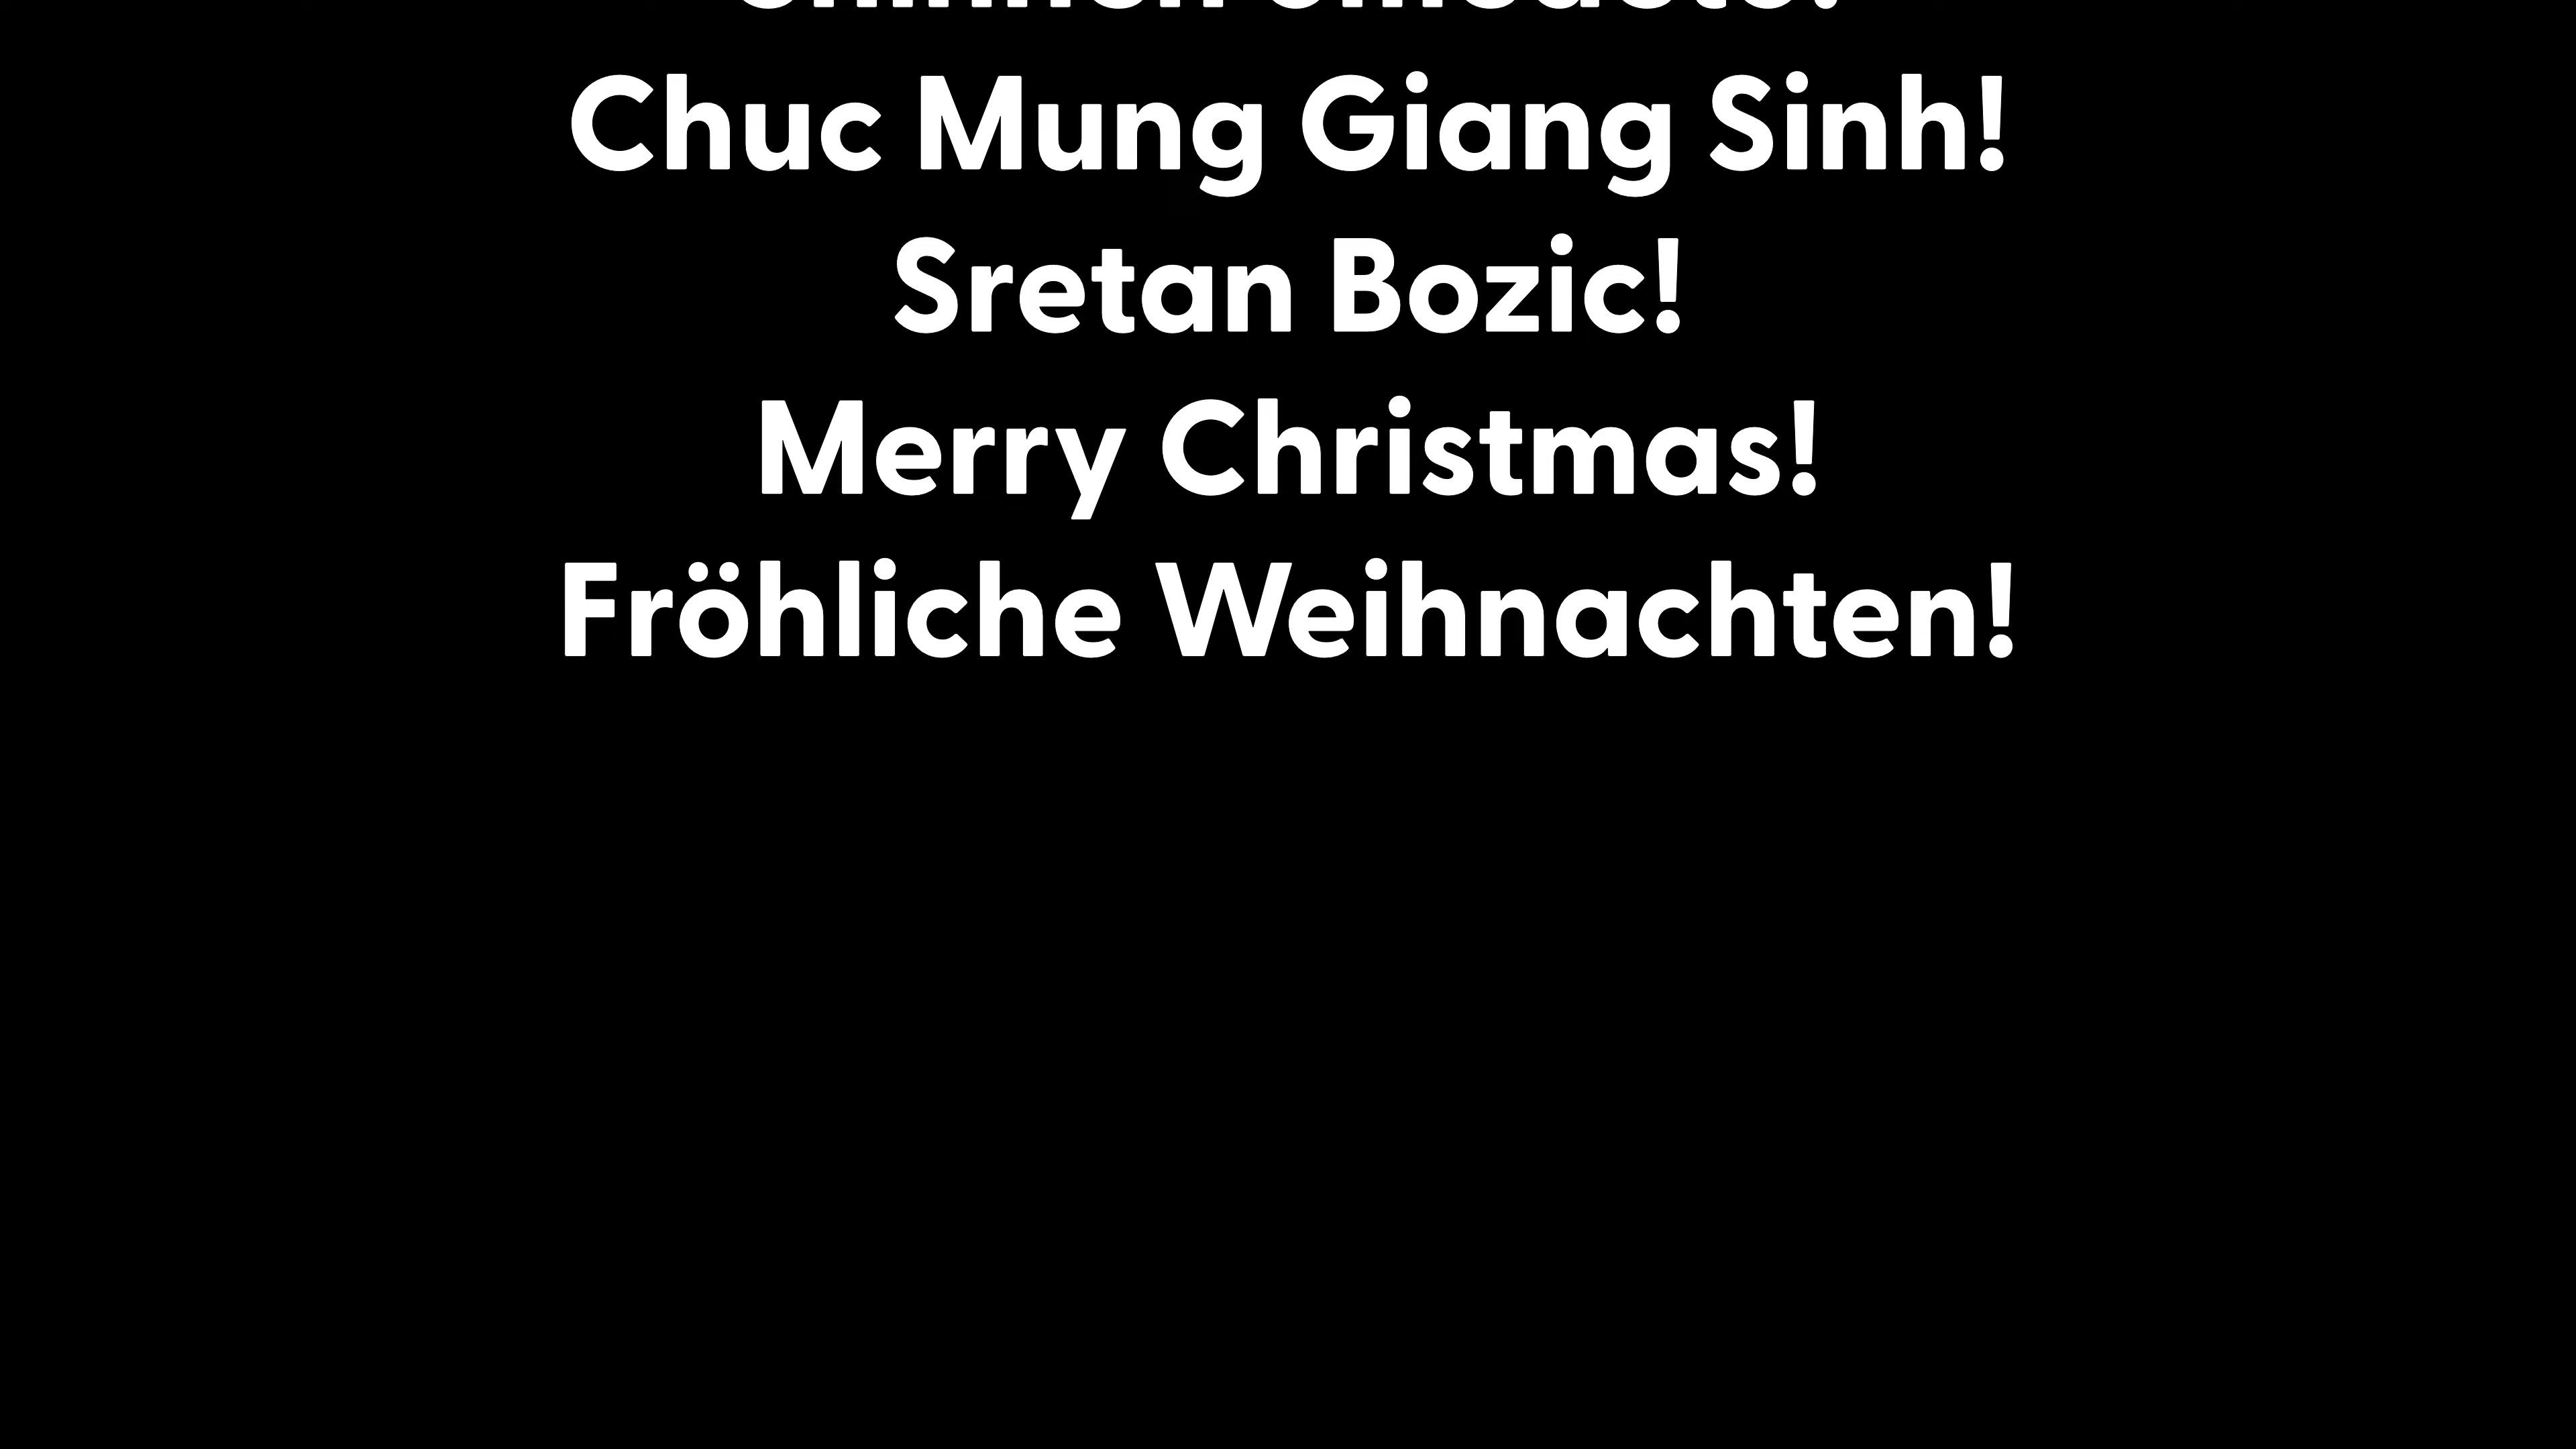 Chuc Mung Giang Sinh!
Sretan Bozic!
Merry Christmas!
Fröhliche Weihnachten!